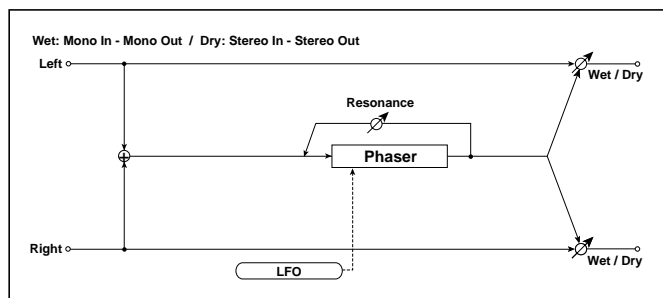 Wet: Mono In - Mono Out / Dry: Stereo In - Stereo Out
Left
Wet / Dry
Resonance
Phaser
Right
Wet / Dry
LFO